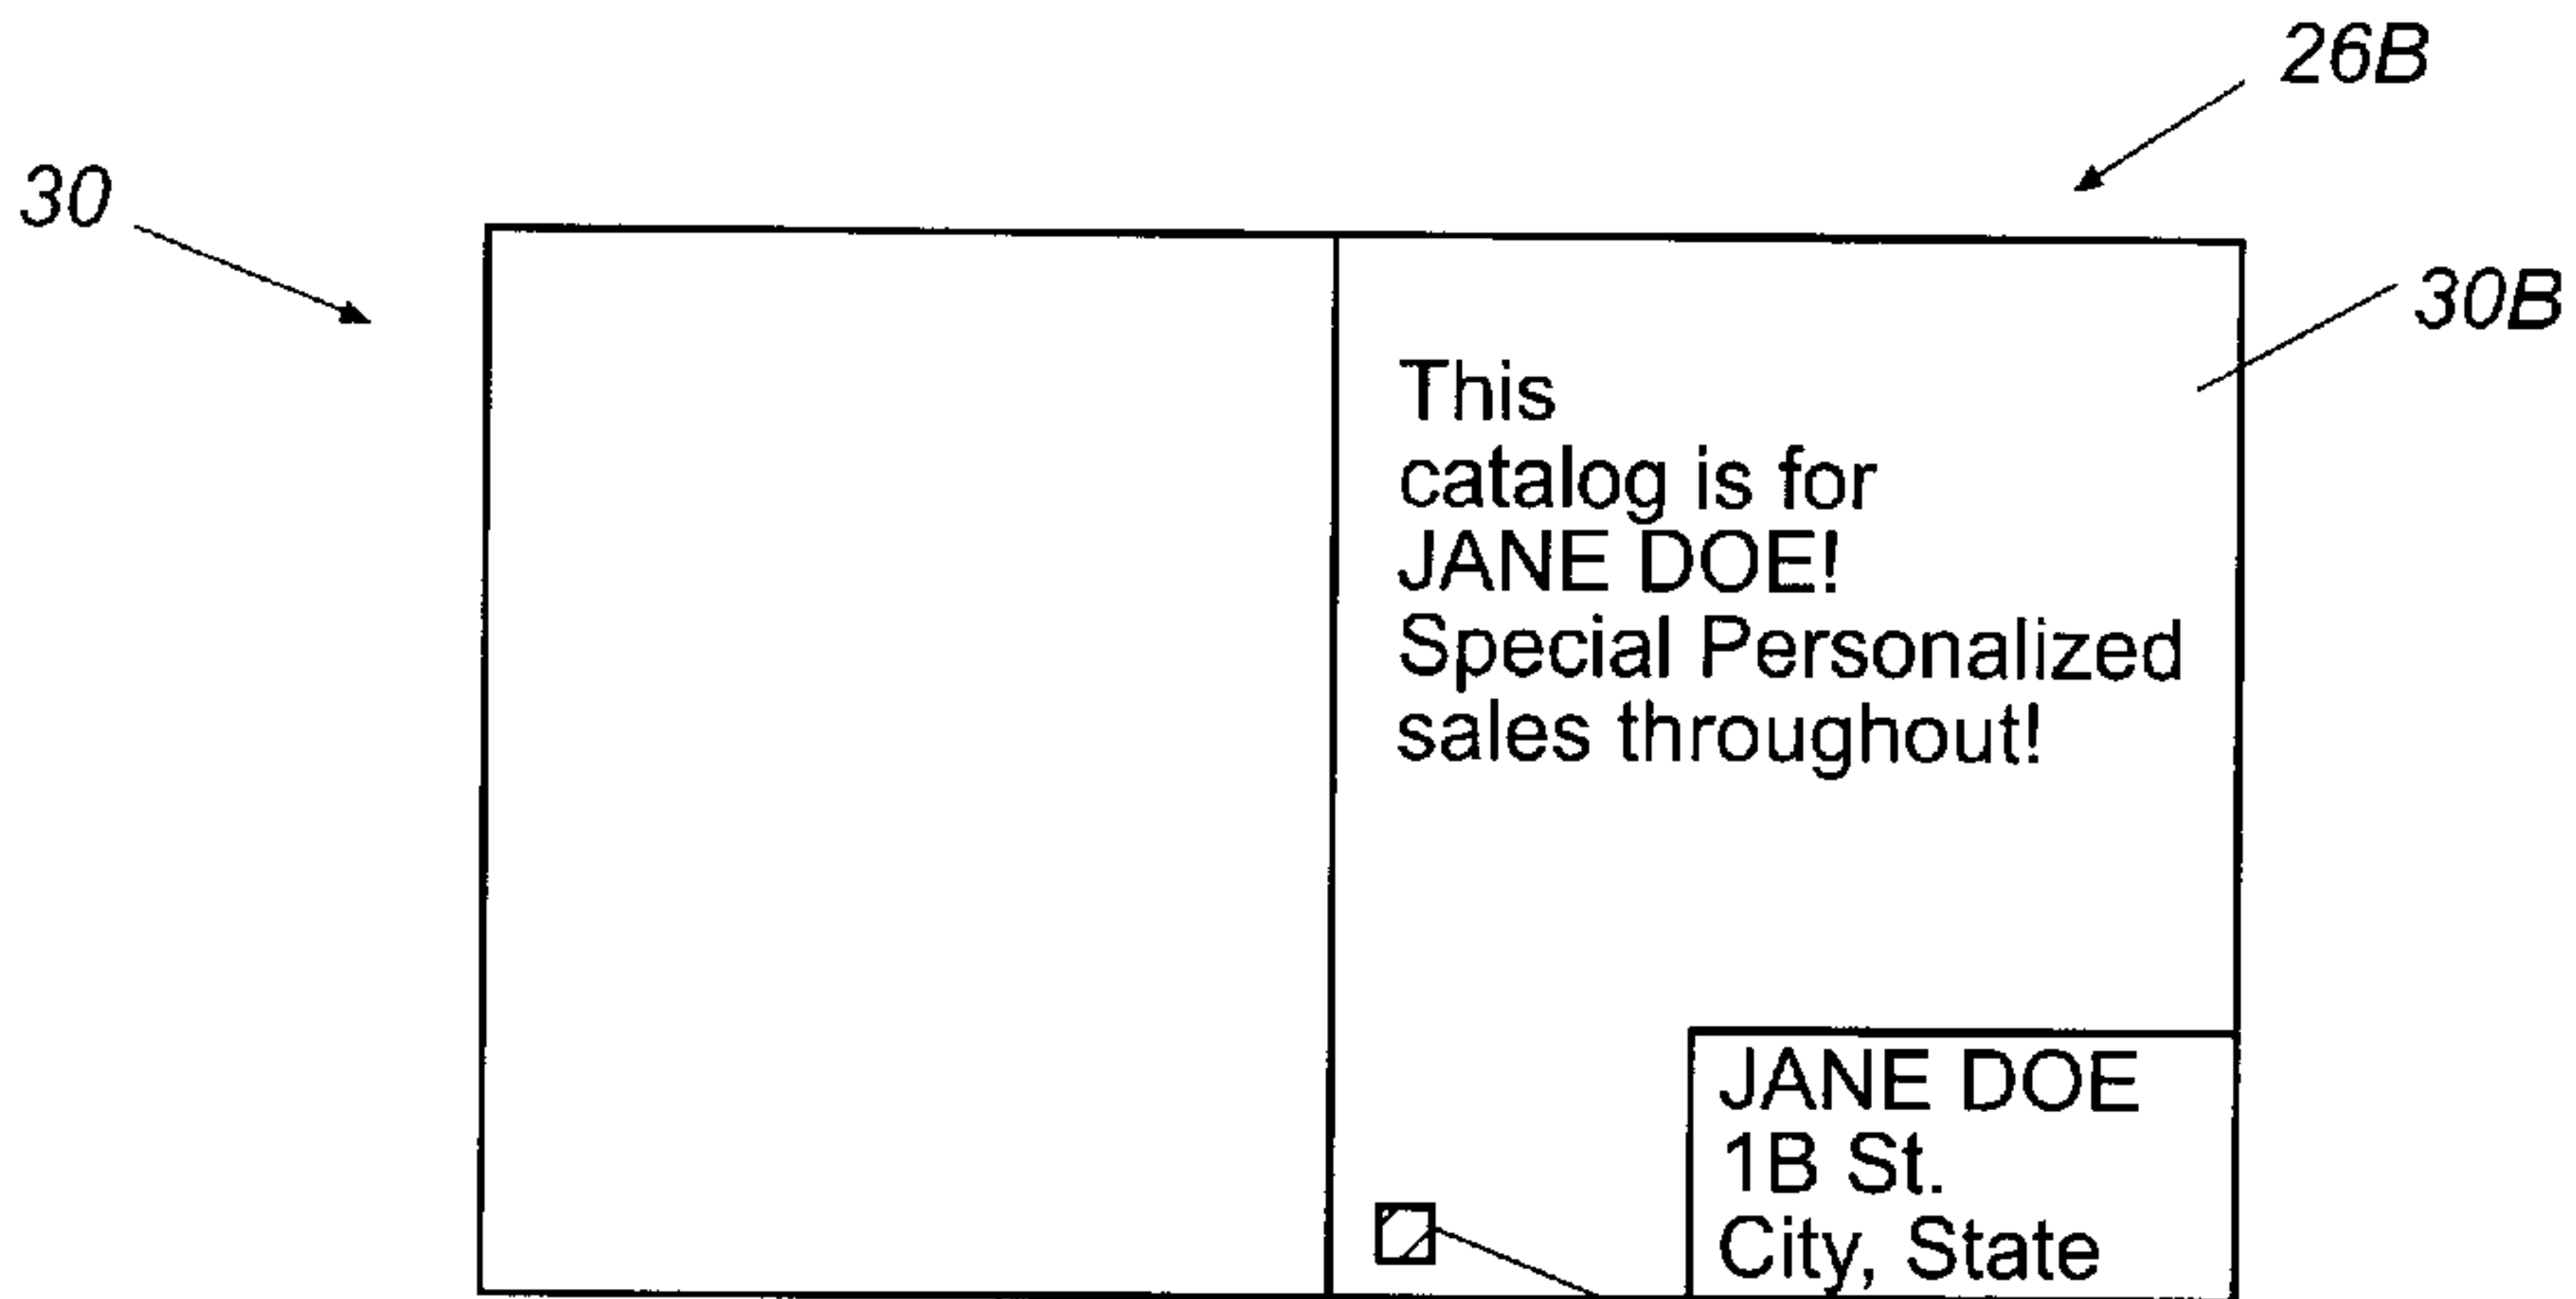 26B
30
30B
This
catalog is for
JANE DOE!
Special Personalized
sales throughout!
JANE DOE
1B St.
City, State